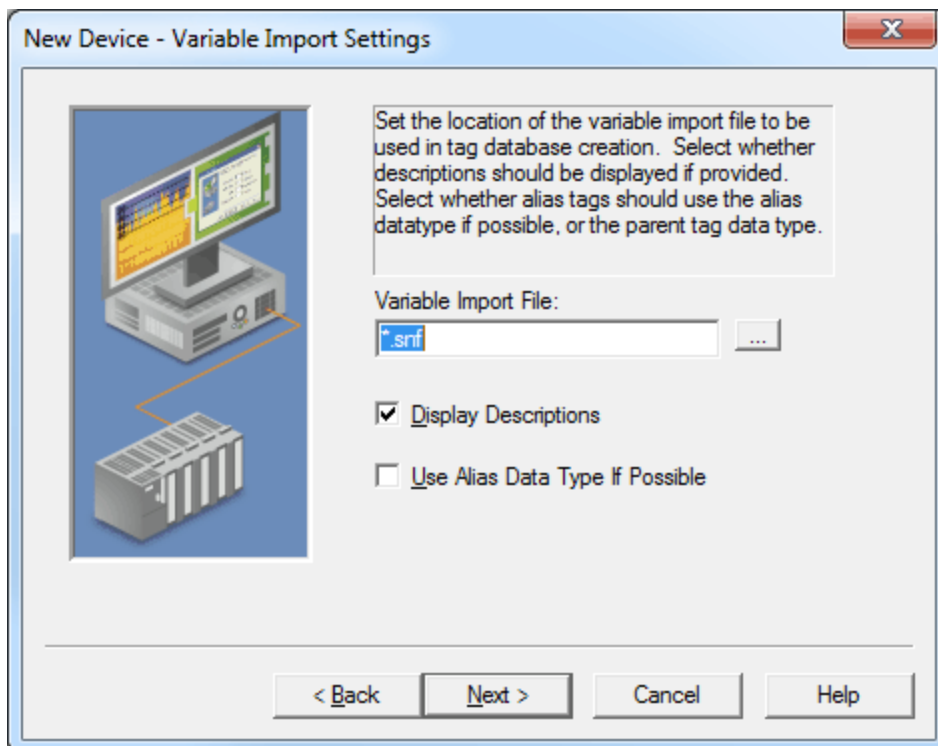 New Device - Variable Import Settings
Set the location of the variable import file to be
used in tag database creation.  Select whether
descriptions should be displayed if provided.
Select whether alias tags should use the alias
datatype if possible, or the parent tag data type.
Variable Import File:
*.snf
...
Display Descriptions
Use Alias Data Type If Possible
< Back
Next >
Cancel
Help